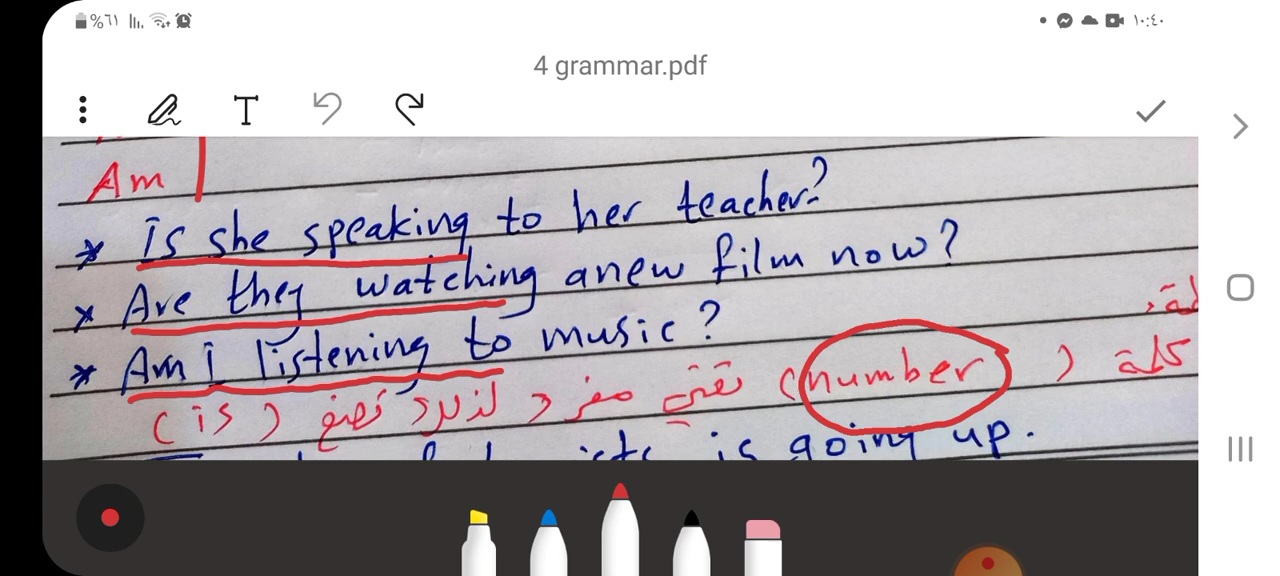 %٦١
١٠:٤٠
4 grammar.pdf
T
Am
* Is she speaking to her teacher?
* Are they watching anew film now?
* Am I listening to music?
كلمة (number) تعني مفرد لذلك نضع (is)
is going up.